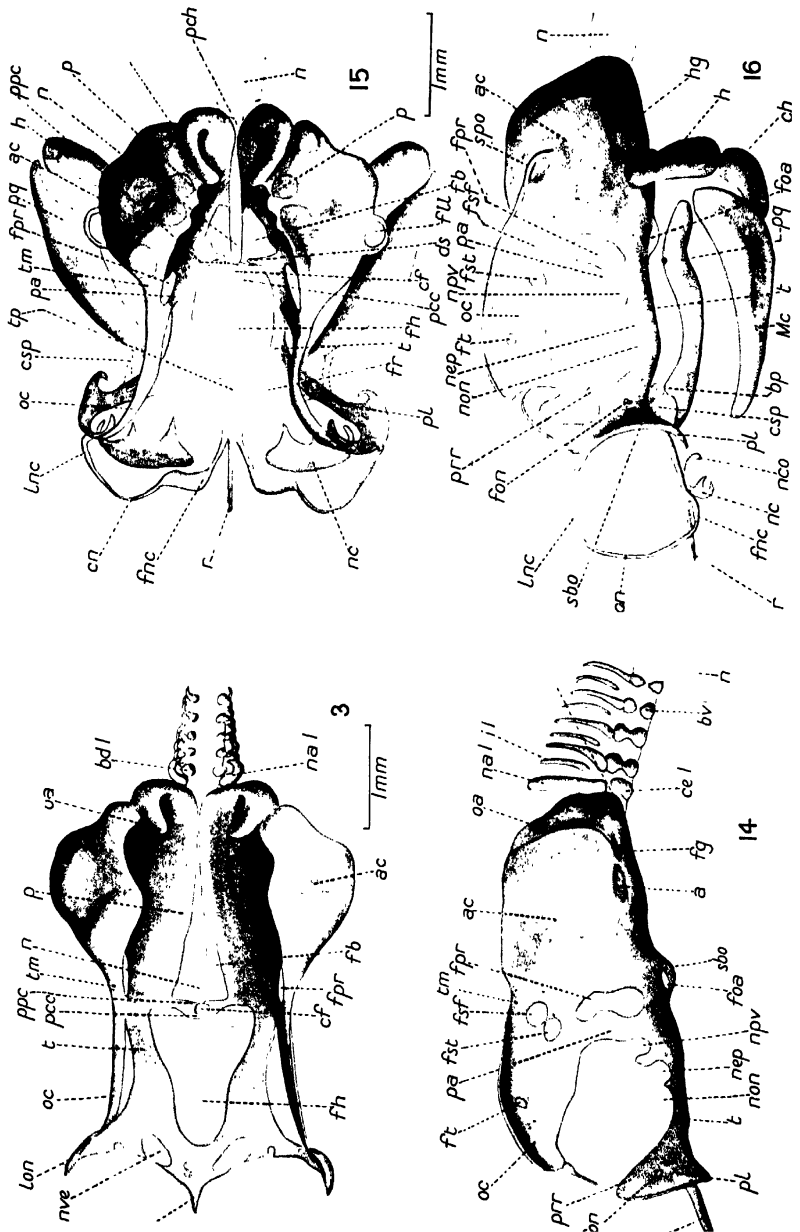 ppc
h
ac
n
p
pch
n
pq
fpr
tm
pa
tp
csp
oc
lnc
cn
fnc
r
nc
pl
fr
t
fh
pcc
cf
ds
fll
fb
p
15
1mm
n
ac
spo
fpr
fsf
pa
fst
npv
oc
ft
nep
non
prr
fon
lnc
sbo
an
r
fnc
nc
nco
pl
csp
bp
Mc
t
pq
foa
ch
h
hg
16
bdl
oa
p
n
tm
ppc
pcc
t
oc
lon
nve
fh
cf
fpr
fb
ac
nal
3
1mm
nal
il
oa
ac
fpr
tm
fsf
fst
pa
ft
oc
prr
pl
t
non
nep
npv
foa
sbo
a
fg
cel
bv
n
14